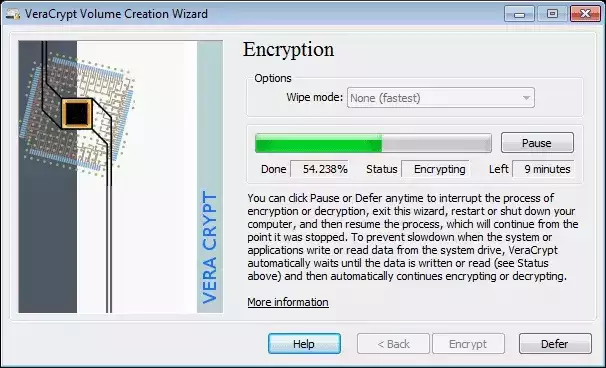 VeraCrypt Volume Creation Wizard
Encryption
Options
Wipe mode: None (fastest)
Pause
Done 54.238% Status Encrypting Left 9 minutes
You can click Pause or Defer anytime to interrupt the process of
encryption or decryption, exit this wizard, restart or shut down your
computer, and then resume the process, which will continue from the
point it was stopped. To prevent slowdown when the system or
applications write or read data from the system drive, VeraCrypt
automatically waits until the data is written or read (see Status
above) and then automatically continues encrypting or decrypting.
More information
VERA CRYPT
Help < Back Encrypt Defer